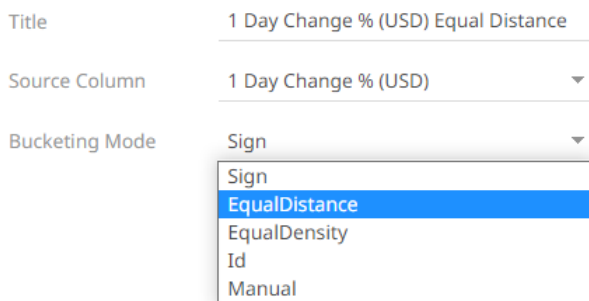 Title 1 Day Change % (USD) Equal Distance
Source Column 1 Day Change % (USD)
Bucketing Mode Sign
Sign
EqualDistance
EqualDensity
Id
Manual